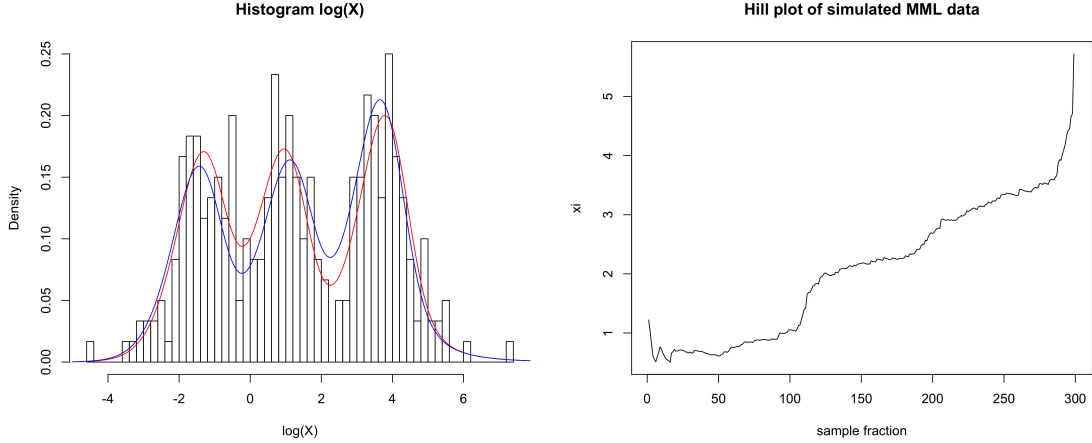 Histogram log(X)
Density
0.00 0.05 0.10 0.15 0.20 0.25
-4 -2 0 2 4 6
log(X)
Hill plot of simulated MML data
xi
1 2 3 4 5
0 50 100 150 200 250 300
sample fraction